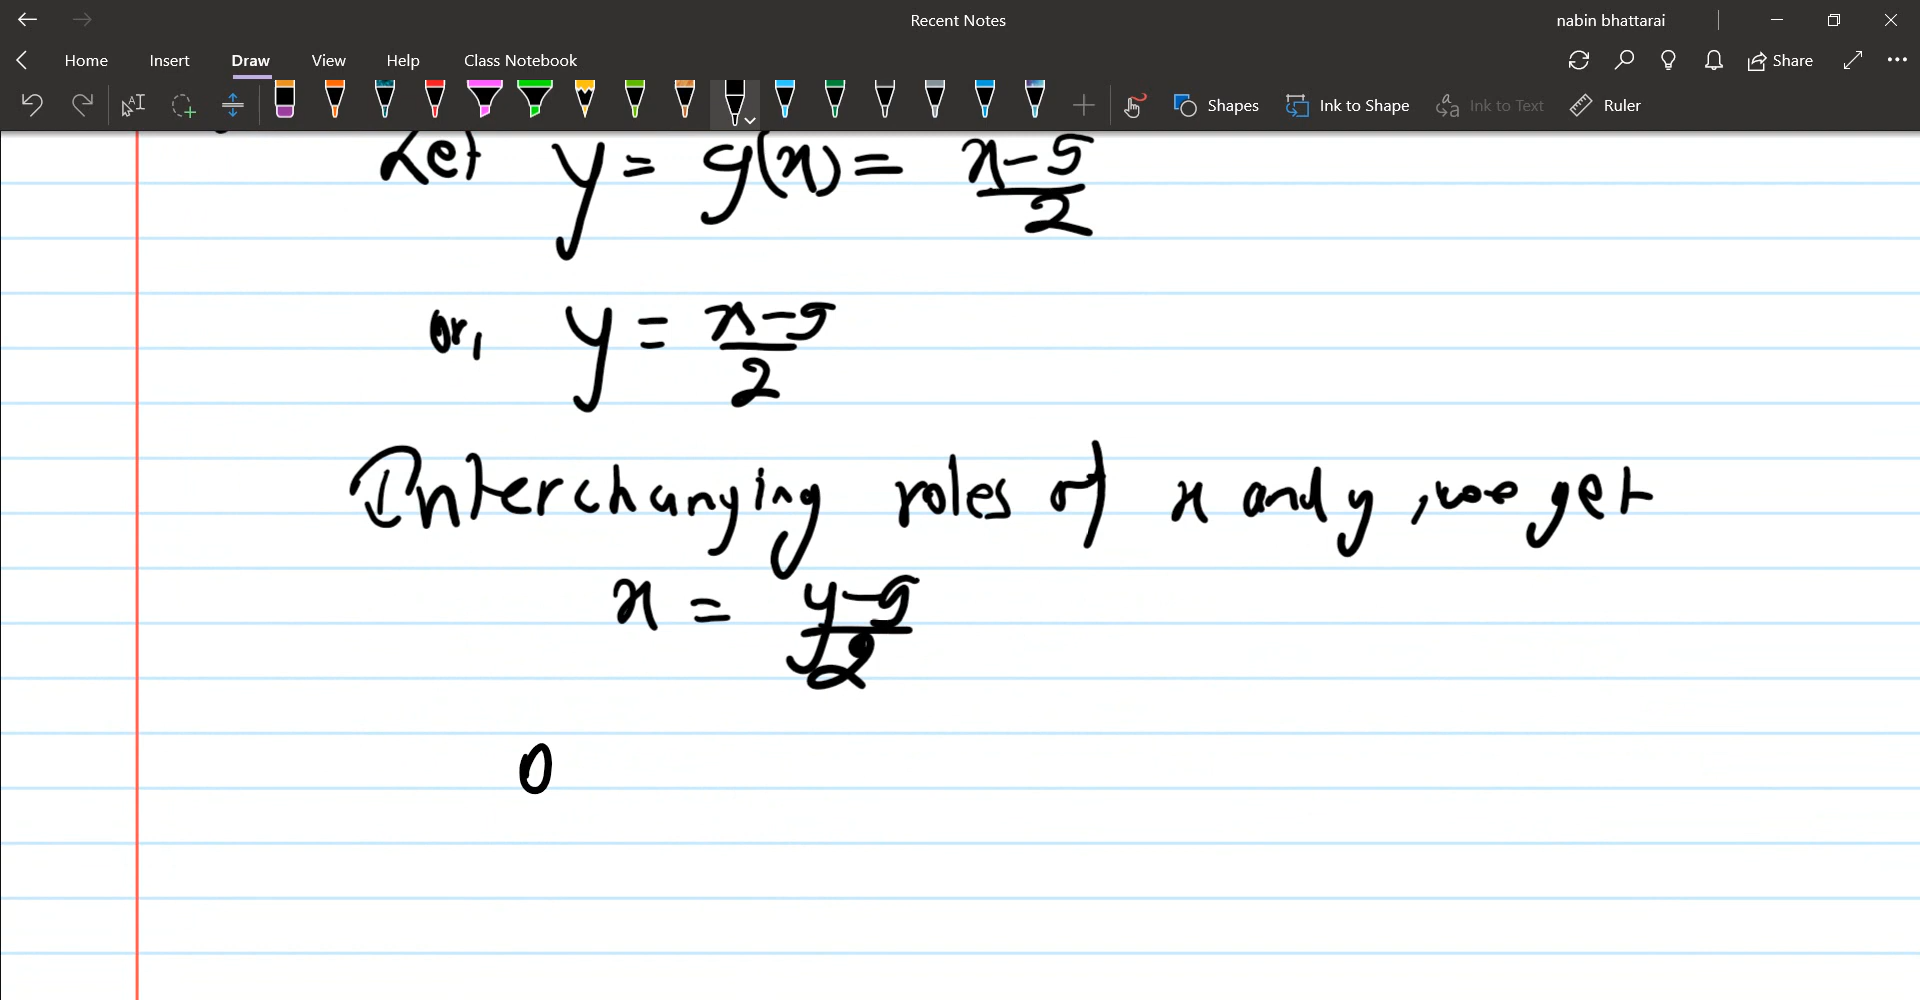 Recent Notes nabin bhattarai
Home Insert Draw View Help Class Notebook Share
Shapes Ink to Shape Ink to Text Ruler
Let y = g(x) = x-5/2
or, y = x-5/2
Interchanging roles of x and y, we get
x = y-5/2
0